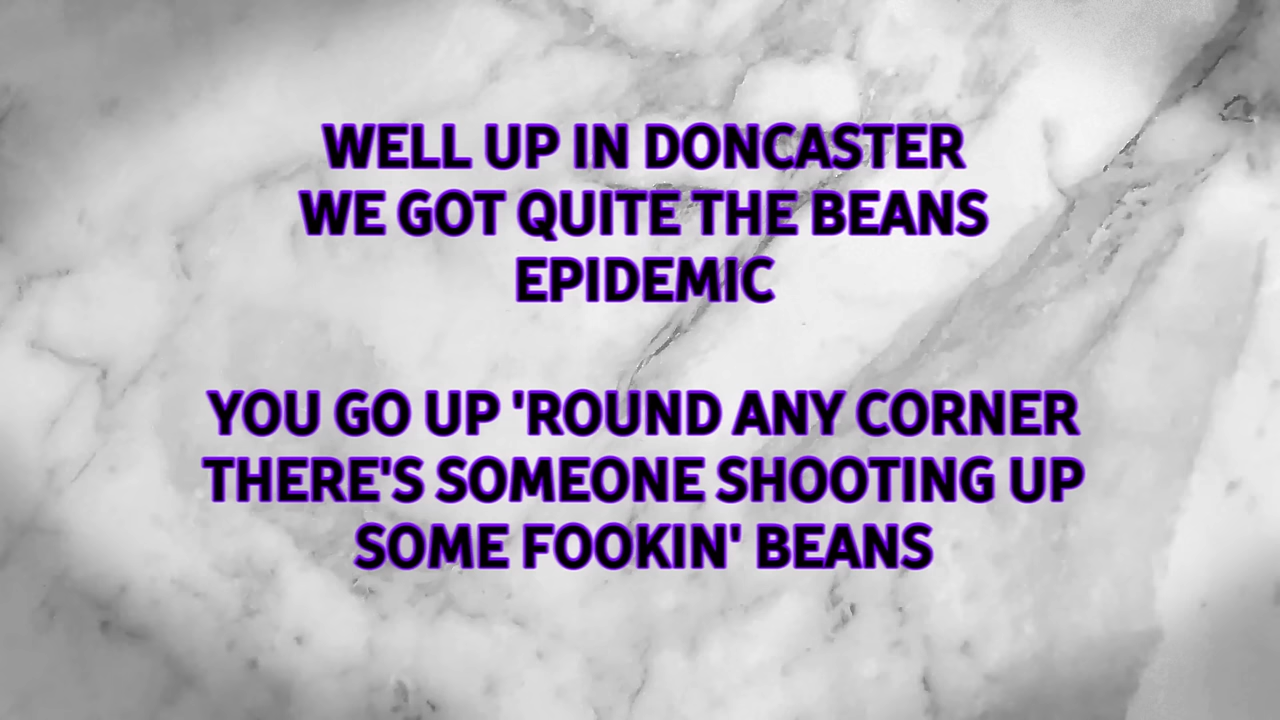 WELL UP IN DONCASTER
WE GOT QUITE THE BEANS
EPIDEMIC
YOU GO UP 'ROUND ANY CORNER
THERE'S SOMEONE SHOOTING UP
SOME FOOKIN' BEANS